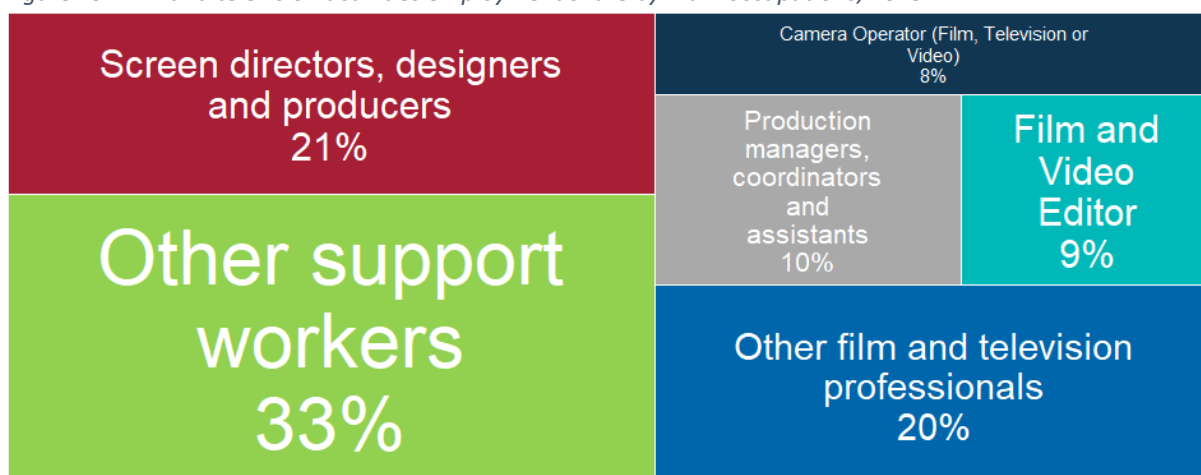 Screen directors, designers
and producers
21%
Other support
workers
33%
Camera Operator (Film, Television or
Video)
8%
Production
managers,
coordinators
and
assistants
10%
Film and
Video
Editor
9%
Other film and television
professionals
20%